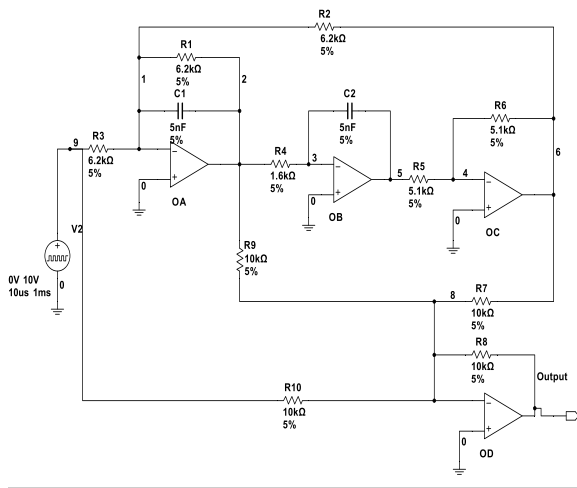 R2
6.2kΩ
5%
R1
6.2kΩ
5%
1
2
C1
5nF
5%
C2
5nF
5%
R6
5.1kΩ
5%
9
R3
6.2kΩ
5%
R4
1.6kΩ
5%
3
5
R5
5.1kΩ
5%
4
6
0
OA
0
OB
0
OC
V2
0V 10V
10us 1ms
0
R9
10kΩ
5%
8
R7
10kΩ
5%
R8
10kΩ
5%
Output
R10
10kΩ
5%
0
OD